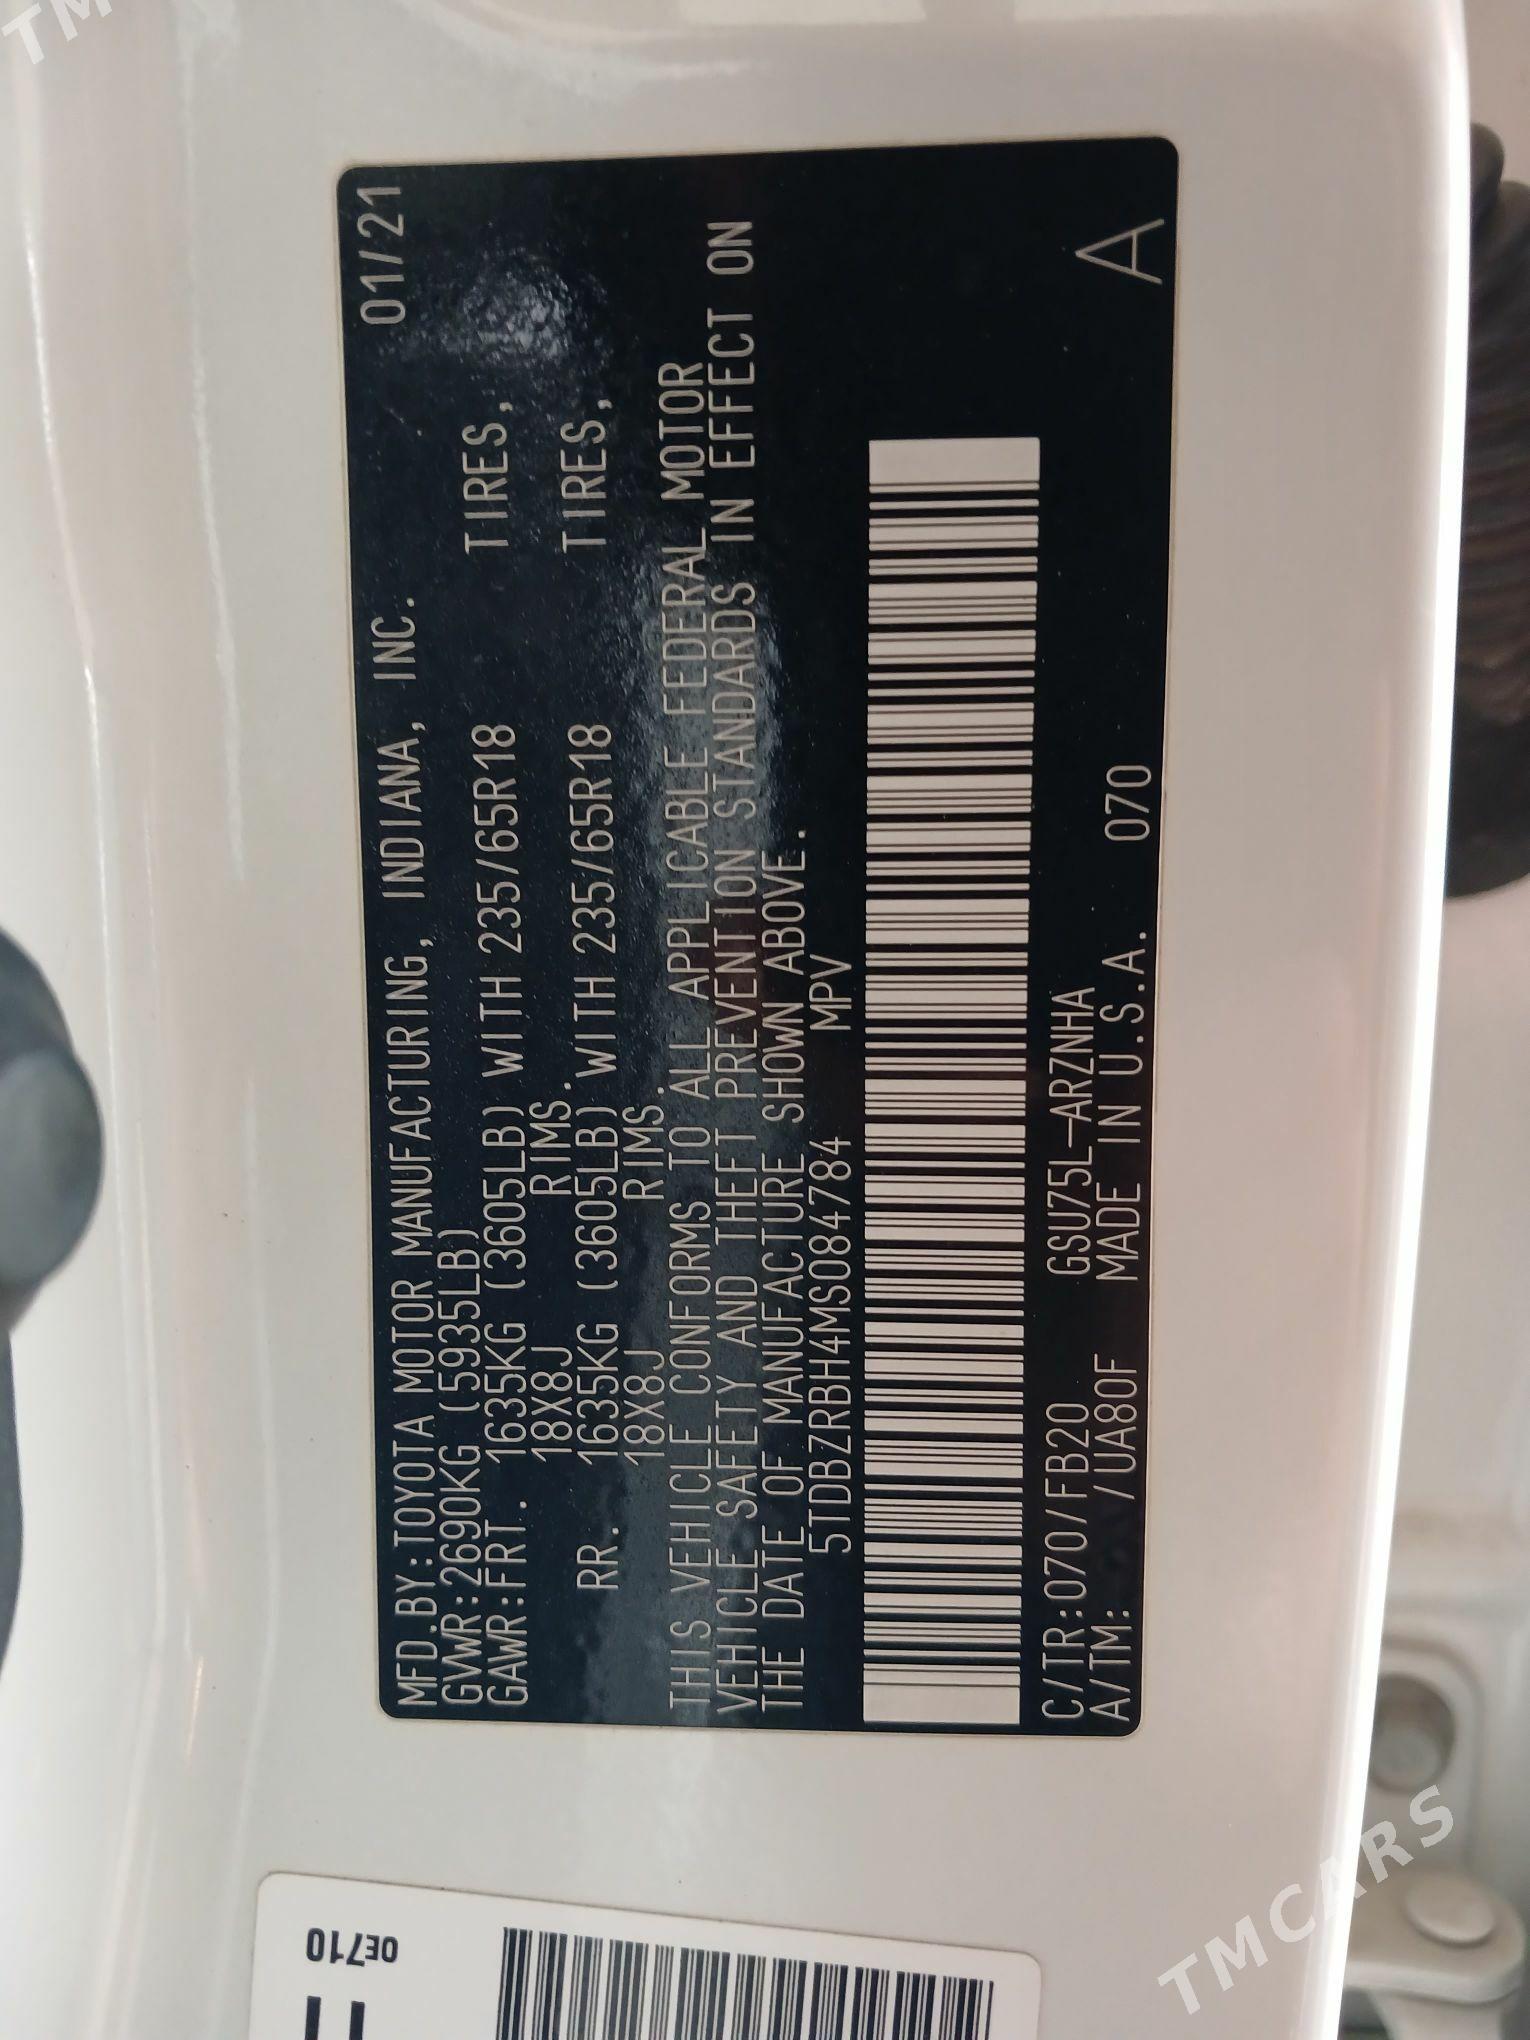 MFD.BY:TOYOTA MOTOR MANUFACTURING, INDIANA, INC. 01/21
GVWR:2690KG (5935LB)
GAWR:FRT. 1635KG (3605LB) WITH 235/65R18 TIRES,
18X8J RIMS.
RR. 1635KG (3605LB) WITH 235/65R18 TIRES,
18X8J RIMS.
THIS VEHICLE CONFORMS TO ALL APPLICABLE FEDERAL MOTOR
VEHICLE SAFETY AND THEFT PREVENTION STANDARDS IN EFFECT ON
THE DATE OF MANUFACTURE SHOWN ABOVE.
5TDBZRBH4MS084784 MPV
C/TR:070/FB20 GSU75L-ARZNHA
A/TM: /UA80F MADE IN U.S.A. 070 A
0E710
TMCARS